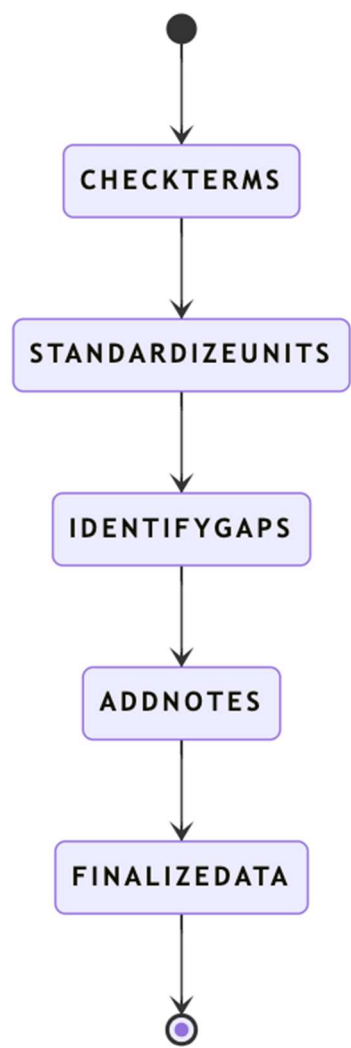 CHECKTERMS
STANDARDIZEUNITS
IDENTIFYGAPS
ADDNOTES
FINALIZEDATA